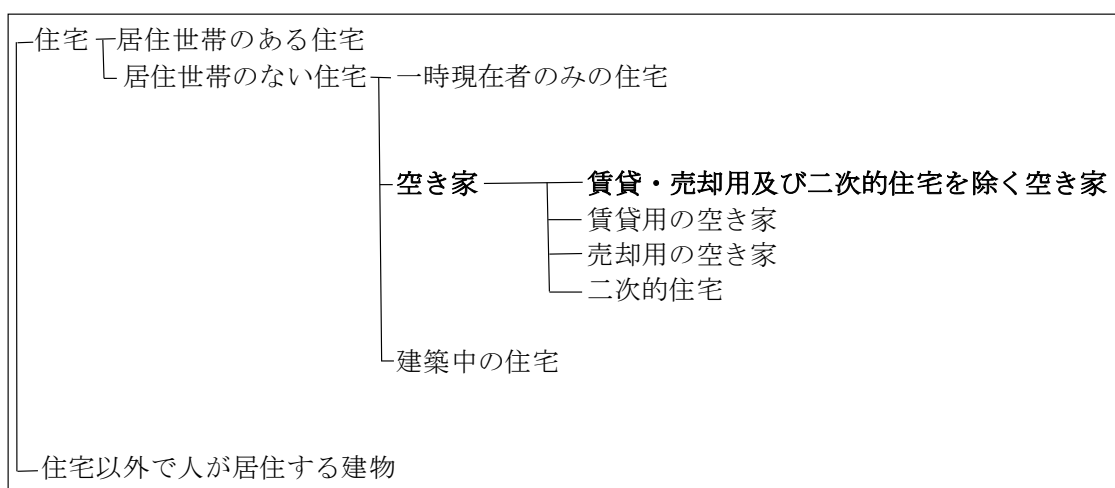 住宅 居住世帯のある住宅
居住世帯のない住宅 一時現在者のみの住宅
空き家 賃貸・売却用及び二次的住宅を除く空き家
賃貸用の空き家
売却用の空き家
二次的住宅
建築中の住宅
住宅以外で人が居住する建物